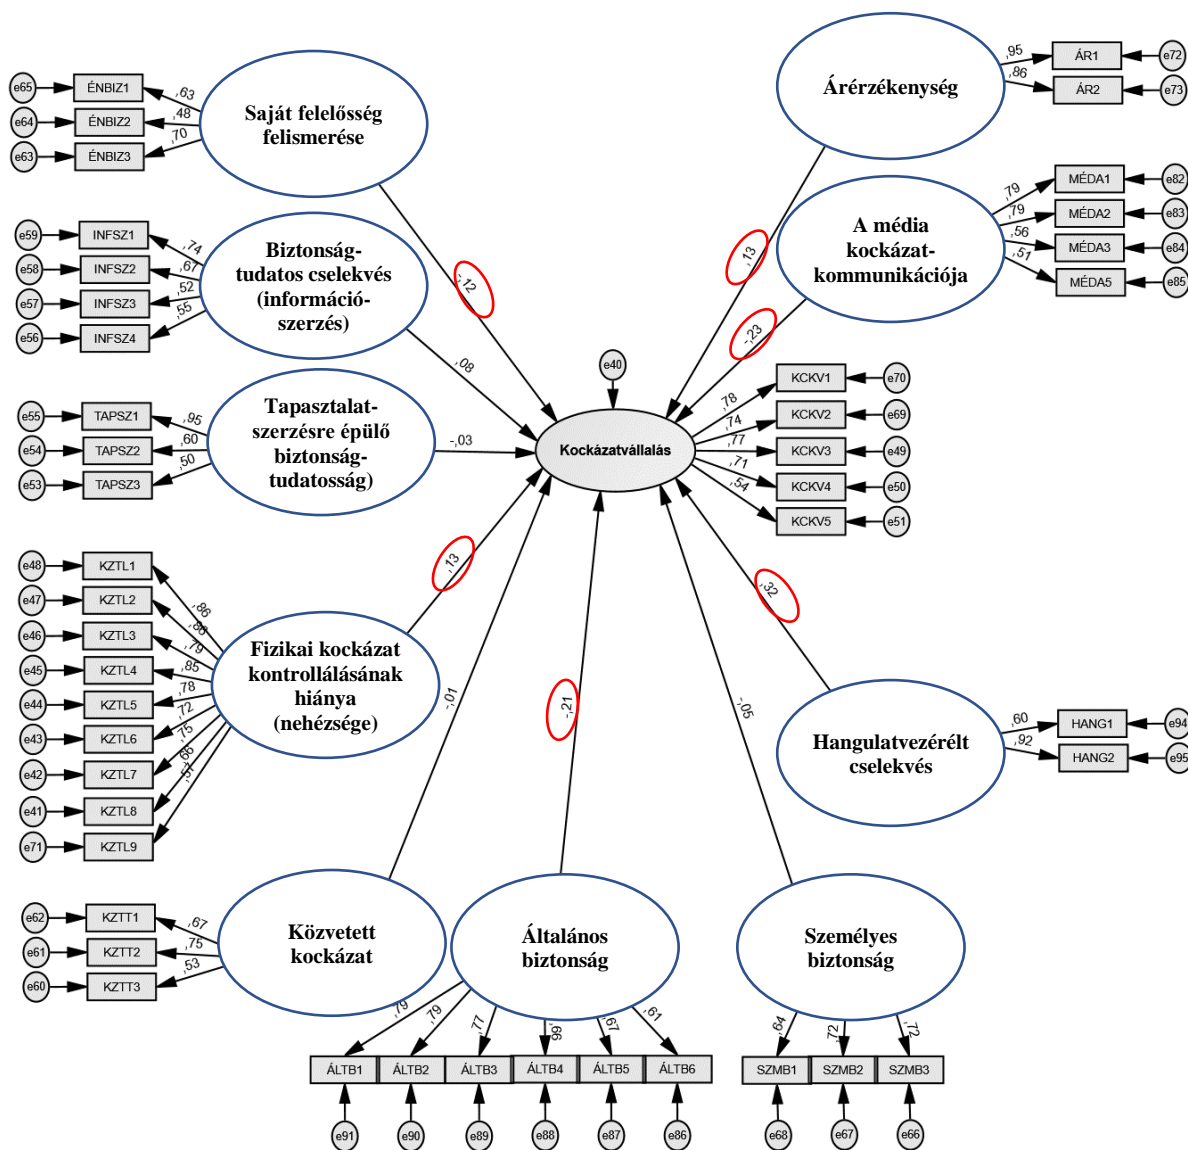 e65
ÉNBIZ1
,63
e64
ÉNBIZ2
,48
e63
ÉNBIZ3
,70
Saját felelősség
felismerése
-,12
e59
INFSZ1
,74
e58
INFSZ2
,67
e57
INFSZ3
,52
e56
INFSZ4
,55
Biztonság-
tudatos cselekvés
(információ-
szerzés)
,08
e55
TAPSZ1
,95
e54
TAPSZ2
,60
e53
TAPSZ3
,50
Tapasztalat-
szerzésre épülő
biztonság-
tudatosság)
-,03
e48
KZTL1
,86
e47
KZTL2
,86
e46
KZTL3
,79
e45
KZTL4
,85
e44
KZTL5
,78
e43
KZTL6
,72
e42
KZTL7
,75
e41
KZTL8
,66
e71
KZTL9
,57
Fizikai kockázat
kontrollálásának
hiánya
(nehézsége)
,13
e62
KZTT1
,67
e61
KZTT2
,75
e60
KZTT3
,53
Közvetett
kockázat
-,01
Általános
biztonság
-,21
,79
,79
,77
,66
,67
,61
ÁLTB1
ÁLTB2
ÁLTB3
ÁLTB4
ÁLTB5
ÁLTB6
e91
e90
e89
e88
e87
e86
Személyes
biztonság
-,05
,64
,72
,72
SZMB1
SZMB2
SZMB3
e68
e67
e66
Árérzékenység
,13
,95
ÁR1
e72
,86
ÁR2
e73
A média
kockázat-
kommunikációja
-,23
,79
MÉDA1
e82
,79
MÉDA2
e83
,56
MÉDA3
e84
,51
MÉDA5
e85
e40
Kockázatvállalás
,78
KCKV1
e70
,74
KCKV2
e69
,77
KCKV3
e49
,71
KCKV4
e50
,54
KCKV5
e51
,32
Hangulatvezérélt
cselekvés
,60
HANG1
e94
,92
HANG2
e95